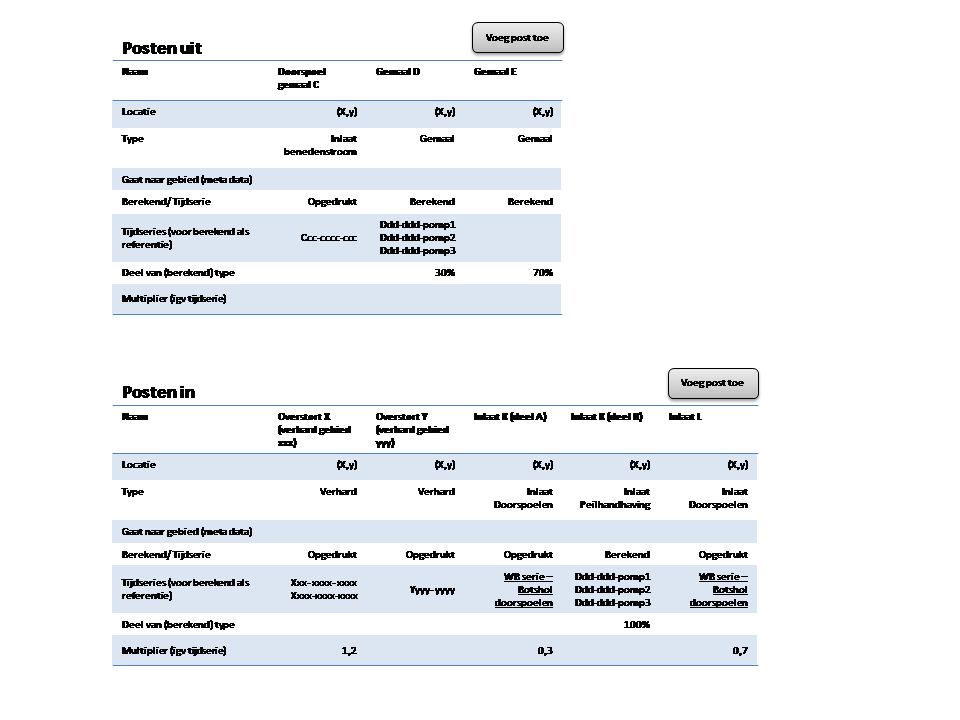 Voeg post toe
Posten uit
Naam Doorspoel Gemaal D Gemaal E
gemaal C
Locatie (X,y) (X,y) (X,y)
Type Inlaat Gemaal Gemaal
benedenstroom
Gaat naar gebied (meta data)
Berekend/ Tijdserie Opgedrukt Berekend Berekend
Tijdseries (voor berekend als referentie) Ccc-cccc-ccc Ddd-ddd-pomp1
Ddd-ddd-pomp2
Ddd-ddd-pomp3
Deel van (berekend) type 30% 70%
Multiplier (igv tijdserie)
Voeg post toe
Posten in
Naam Overstort X Overstort Y Inlaat K (deel A) Inlaat K (deel B) Inlaat L
(verhard gebied (verhard gebied
xxx) yyy)
Locatie (X,y) (X,y) (X,y) (X,y) (X,y)
Type Verhard Verhard Inlaat Inlaat Inlaat
Doorspoelen Peilhandhaving Doorspoelen
Gaat naar gebied (meta data)
Berekend/ Tijdserie Opgedrukt Opgedrukt Opgedrukt Berekend Opgedrukt
Tijdseries (voor berekend als referentie) Xxx-xxxx-xxxx Yyyy-yyyy WB serie – Ddd-ddd-pomp1 WB serie –
Xxxx-xxxx-xxxx Botshol Ddd-ddd-pomp2 Botshol
doorspoelen Ddd-ddd-pomp3 doorspoelen
Deel van (berekend) type 100%
Multiplier (igv tijdserie) 1,2 0,3 0,7